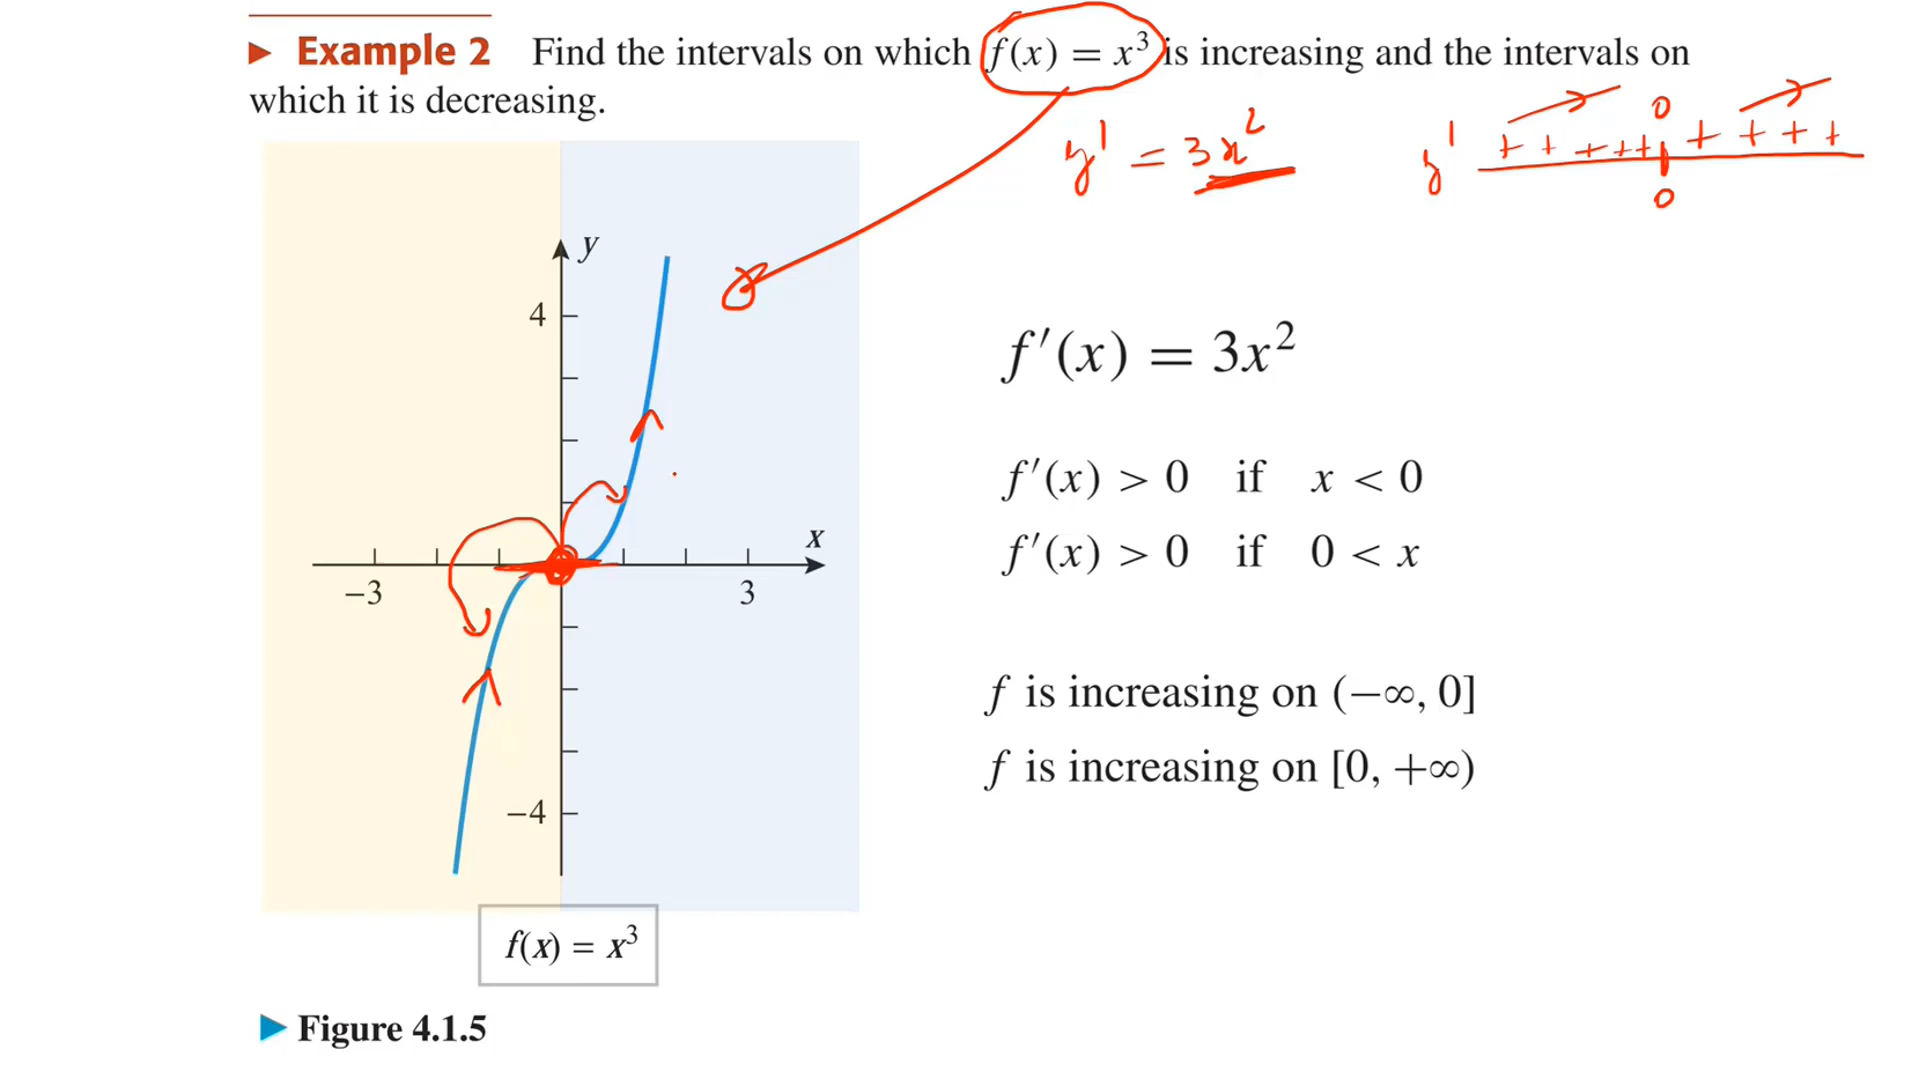 ▶ Example 2 Find the intervals on which f(x) = x³ is increasing and the intervals on
which it is decreasing.
y' = 3x²
y' + + + + + 0 + + + +
0
y
4
x
−3
3
−4
f'(x) = 3x²
f'(x) > 0 if x < 0
f'(x) > 0 if 0 < x
f is increasing on (−∞, 0]
f is increasing on [0, +∞)
f(x) = x³
▶ Figure 4.1.5